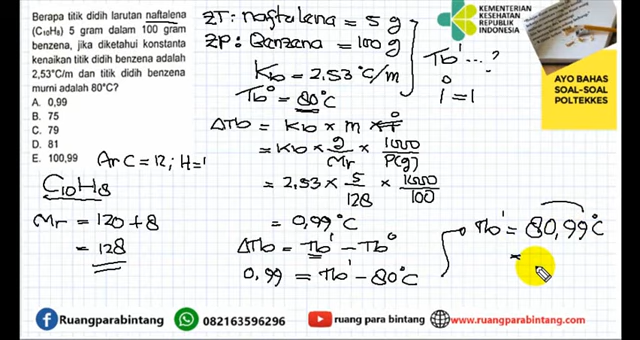 Berapa titik didih larutan naftalena
(C₁₀H₈) 5 gram dalam 100 gram
benzena, jika diketahui konstanta
kenaikan titik didih benzena adalah
2,53°C/m dan titik didih benzena
murni adalah 80°C?
A. 0,99
B. 75
C. 79
D. 81
E. 100,99
Ar C = 12 ; H = 1
C₁₀H₈
Mr = 120 + 8
= 128
ZT : naftalena = 5 g
ZP : Benzena = 100 g
Kb = 2,53 °C/m
Tb° = 80°C
Tb' ... ?
i = 1
ΔTb = Kb × m × i
= Kb × g/Mr × 1000/P(g)
= 2,53 × 5/128 × 1000/100
= 0,99 °C
ΔTb = Tb' – Tb°
0,99 = Tb' – 80°C
Tb' = 80,99°C
=
KEMENTERIAN
KESEHATAN
REPUBLIK
INDONESIA
AYO BAHAS
SOAL-SOAL
POLTEKKES
Ruangparabintang
082163596296
ruang para bintang
www.ruangparabintang.com